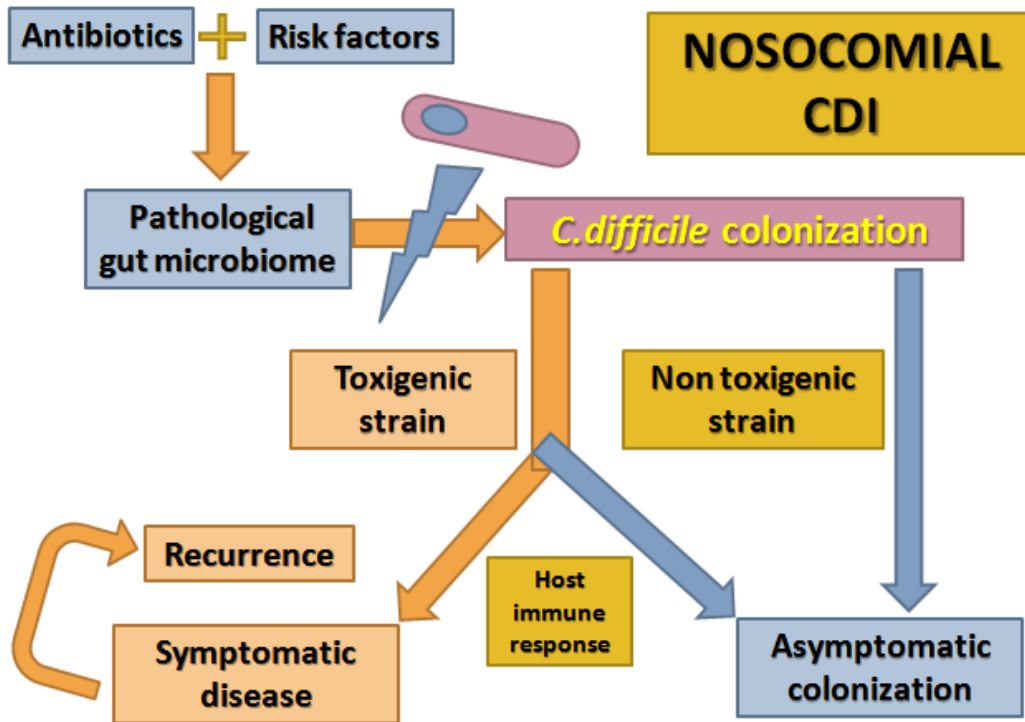 Antibiotics
Risk factors
NOSOCOMIAL
CDI
Pathological
gut microbiome
C.difficile colonization
Toxigenic
strain
Non toxigenic
strain
Recurrence
Host
immune
response
Symptomatic
disease
Asymptomatic
colonization